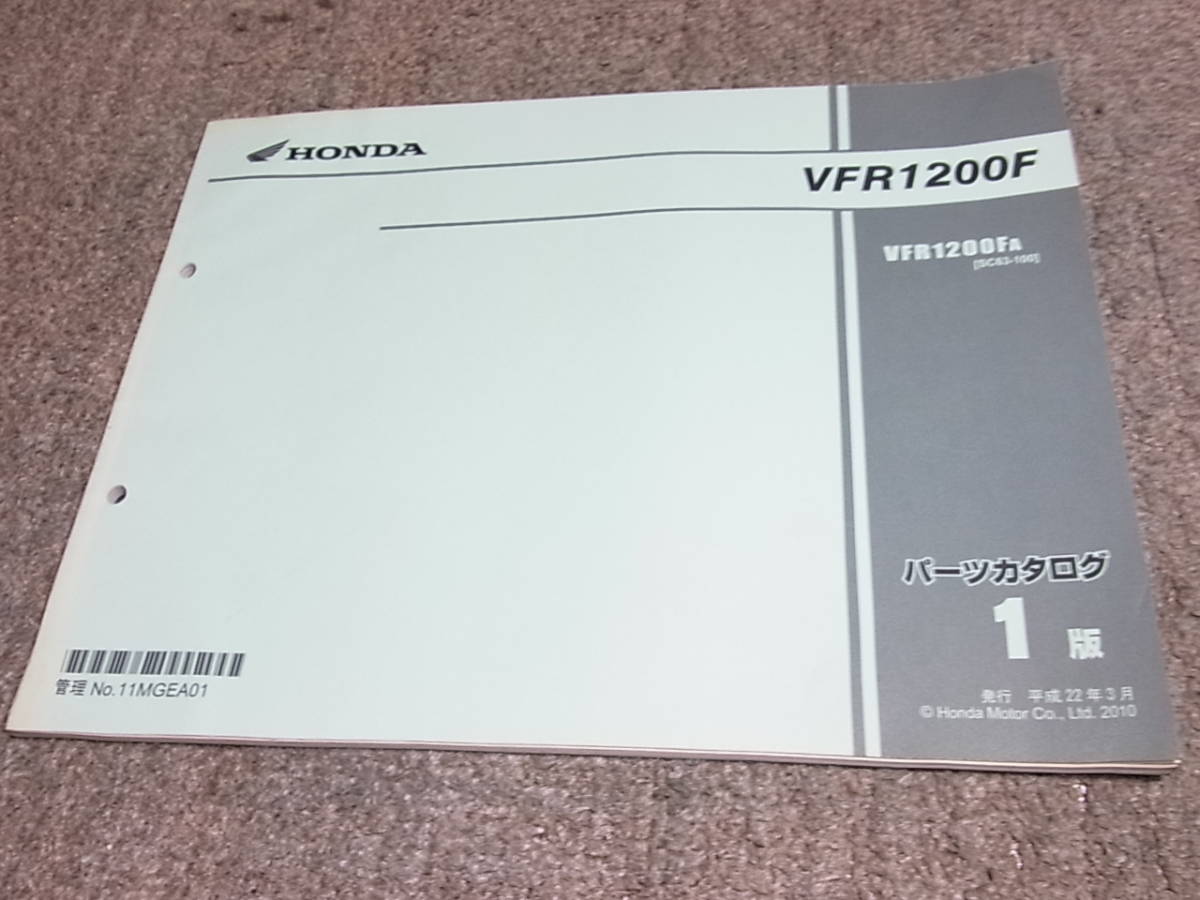 HONDA
VFR1200F
VFR1200FA
[SC63-100]
パーツカタログ
1 版
発行 平成22年3月
© Honda Motor Co., Ltd. 2010
管理 No.11MGEA01